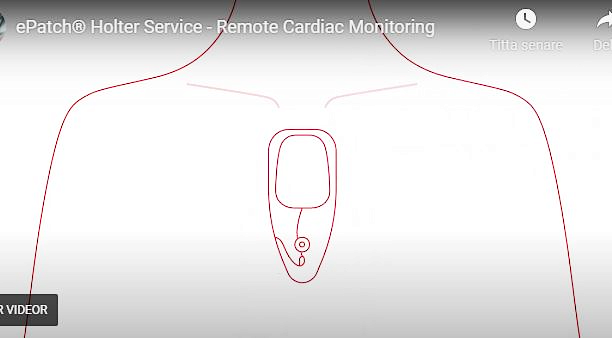 ePatch® Holter Service - Remote Cardiac Monitoring
Titta senare
R VIDEOR